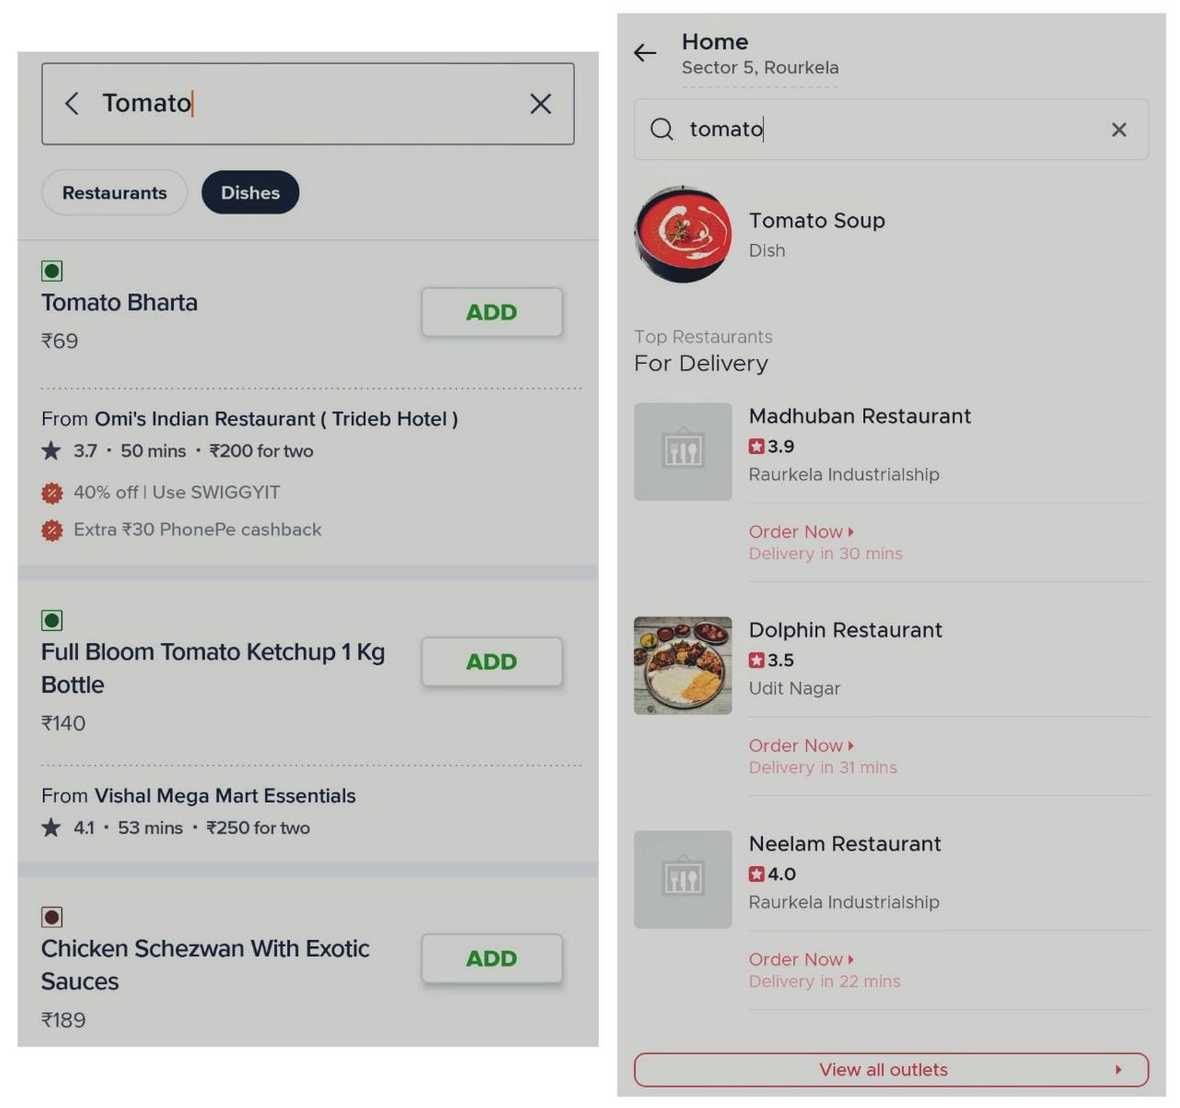 Tomato
Restaurants
Dishes
Tomato Bharta
ADD
₹69
From Omi's Indian Restaurant ( Trideb Hotel )
3.7 · 50 mins · ₹200 for two
40% off | Use SWIGGYIT
Extra ₹30 PhonePe cashback
Full Bloom Tomato Ketchup 1 Kg
Bottle
ADD
₹140
From Vishal Mega Mart Essentials
4.1 · 53 mins · ₹250 for two
Chicken Schezwan With Exotic
Sauces
ADD
₹189
Home
Sector 5, Rourkela
tomato
Tomato Soup
Dish
Top Restaurants
For Delivery
Madhuban Restaurant
3.9
Raurkela Industrialship
Order Now
Delivery in 30 mins
Dolphin Restaurant
3.5
Udit Nagar
Order Now
Delivery in 31 mins
Neelam Restaurant
4.0
Raurkela Industrialship
Order Now
Delivery in 22 mins
View all outlets